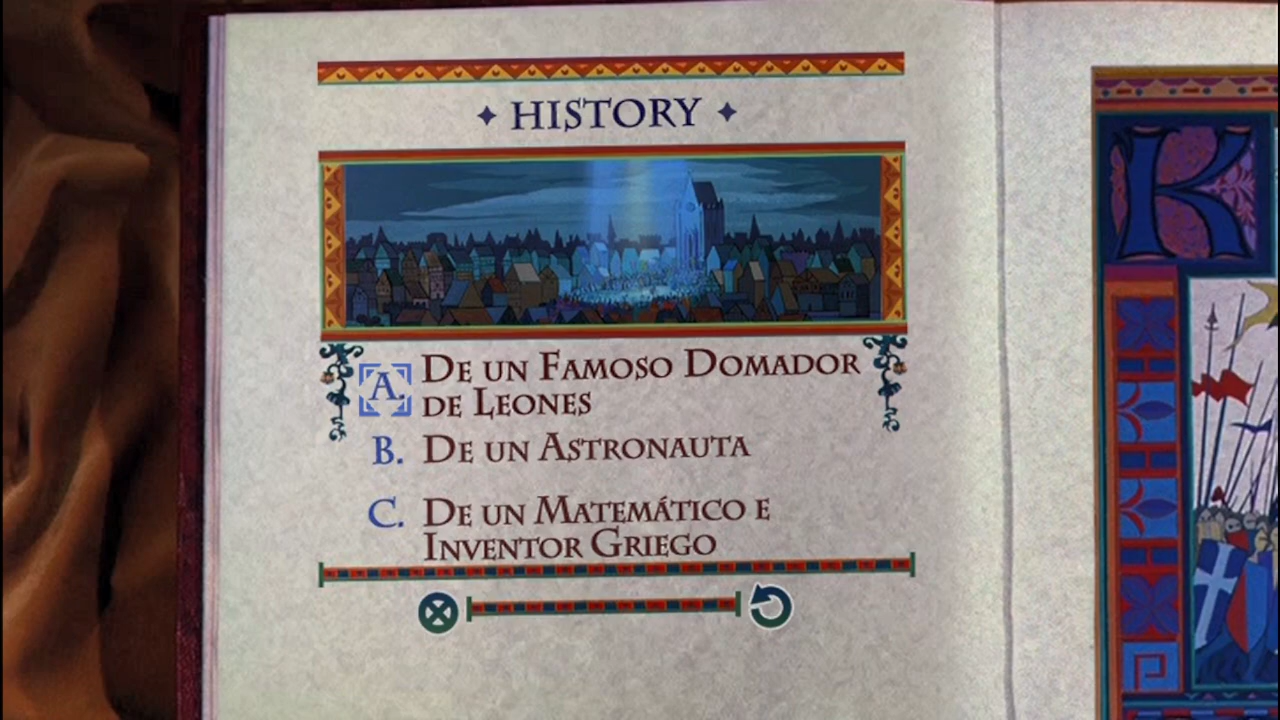 HISTORY
A. DE UN FAMOSO DOMADOR
DE LEONES
B. DE UN ASTRONAUTA
C. DE UN MATEMÁTICO E
INVENTOR GRIEGO
K